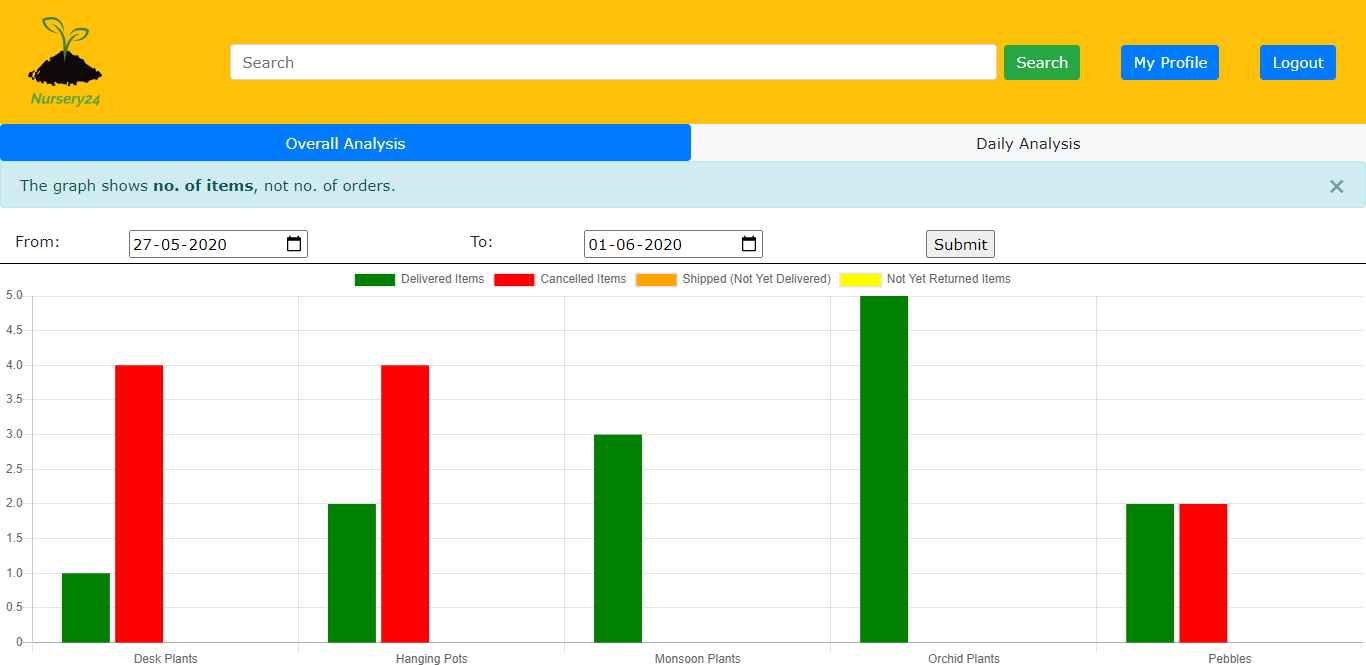 Nursery24
Search
Search
My Profile
Logout
Overall Analysis
Daily Analysis
The graph shows no. of items, not no. of orders.
×
From:
27-05-2020
To:
01-06-2020
Submit
Delivered Items
Cancelled Items
Shipped (Not Yet Delivered)
Not Yet Returned Items
5.0
4.5
4.0
3.5
3.0
2.5
2.0
1.5
1.0
0.5
0
Desk Plants
Hanging Pots
Monsoon Plants
Orchid Plants
Pebbles